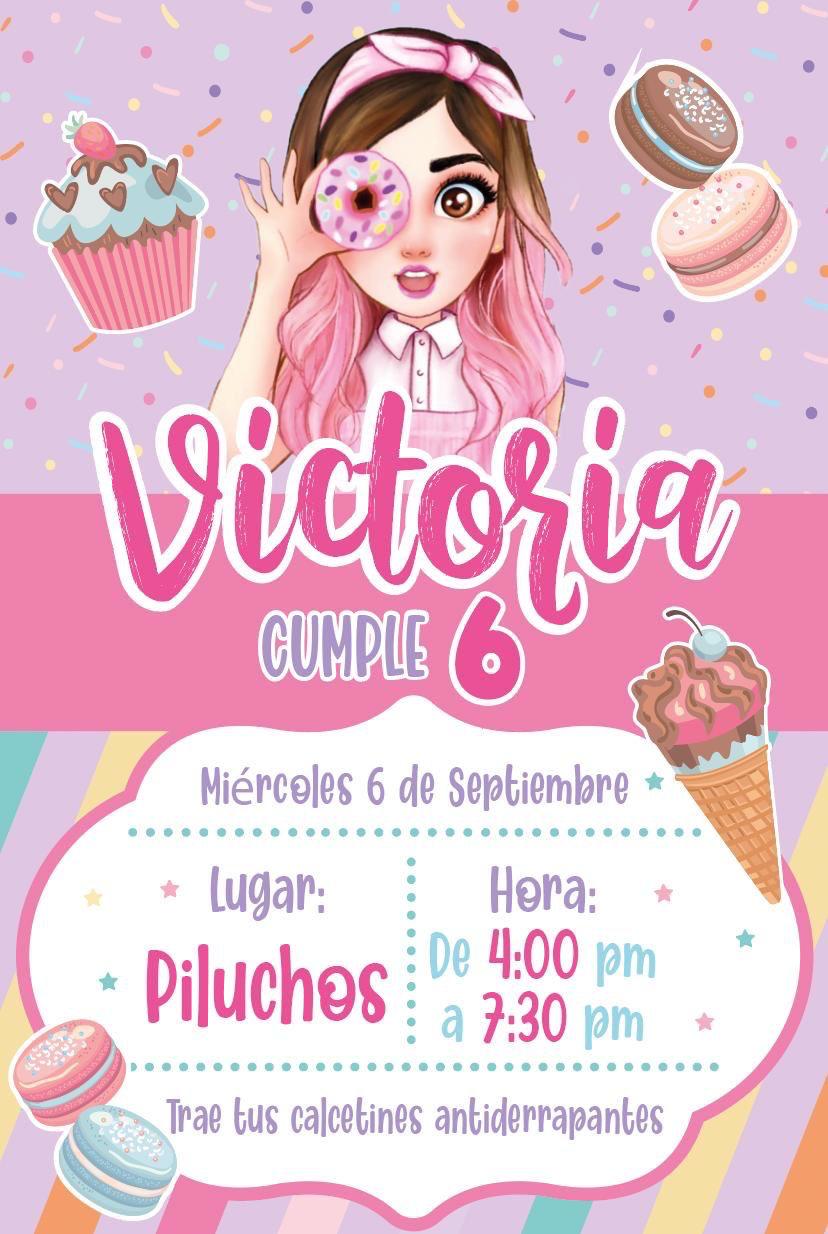 Victoria
CUMPLE 6
Miércoles 6 de Septiembre
Lugar:
Piluchos
Hora:
De 4:00 pm
a 7:30 pm
Trae tus calcetines antiderrapantes